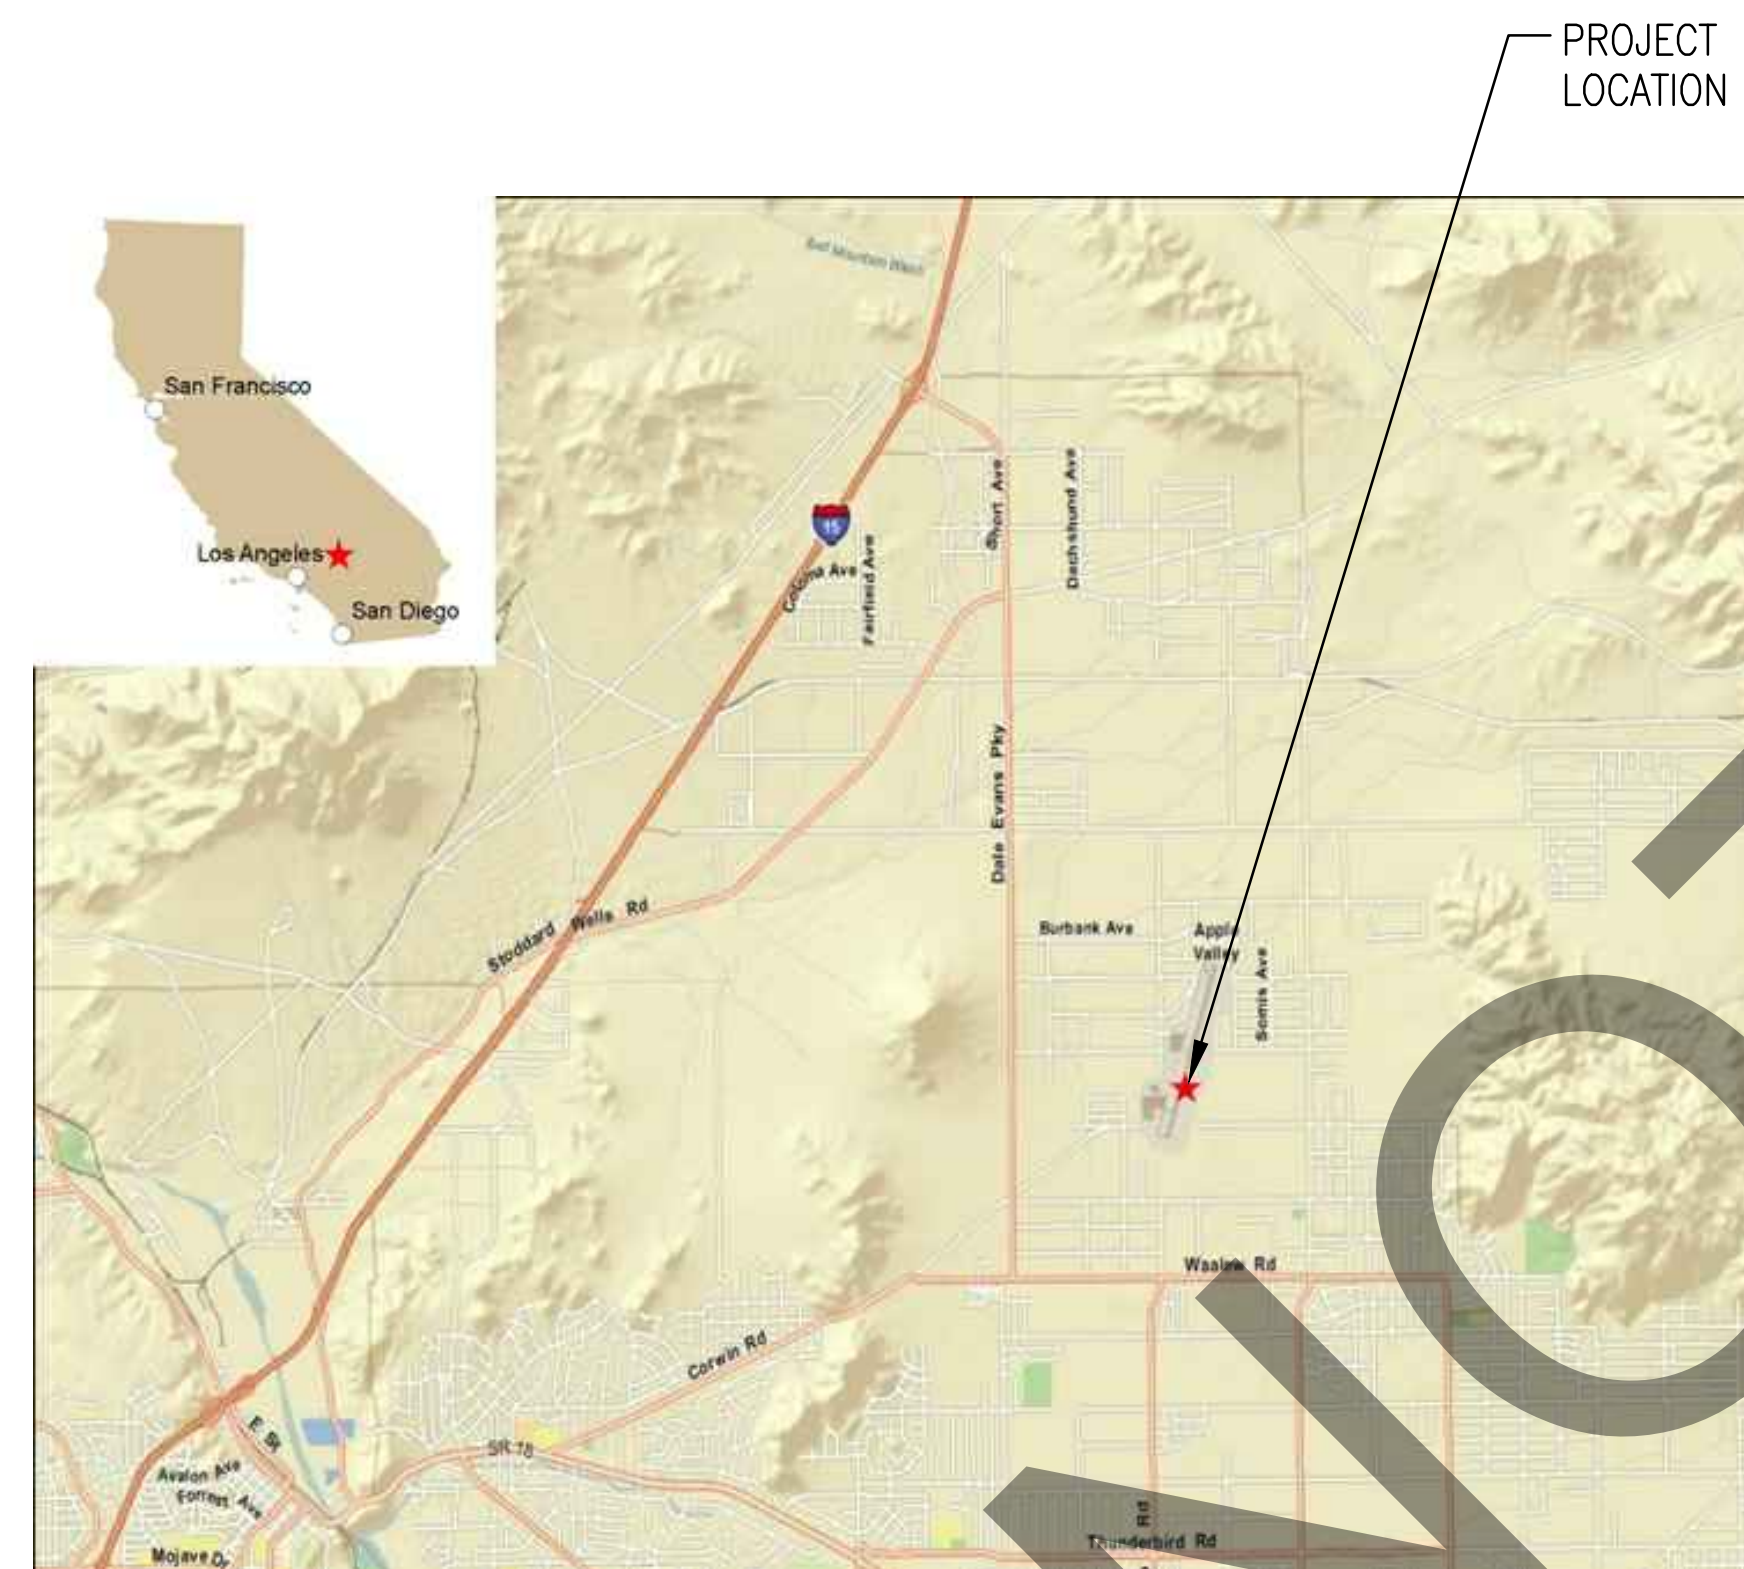 PROJECT
LOCATION
San Francisco
Los Angeles
San Diego
15
Short Ave
Dachshund Ave
Coloma Ave
Fairfield Ave
Dale Evans Pky
Stoddard Wells Rd
Burbank Ave
Apple
Valley
Somis Ave
Waalew Rd
Corwin Rd
E St
SR 18
Avalon Ave
Forrest Ave
Mojave Dr
Rd
Thunderbird Rd